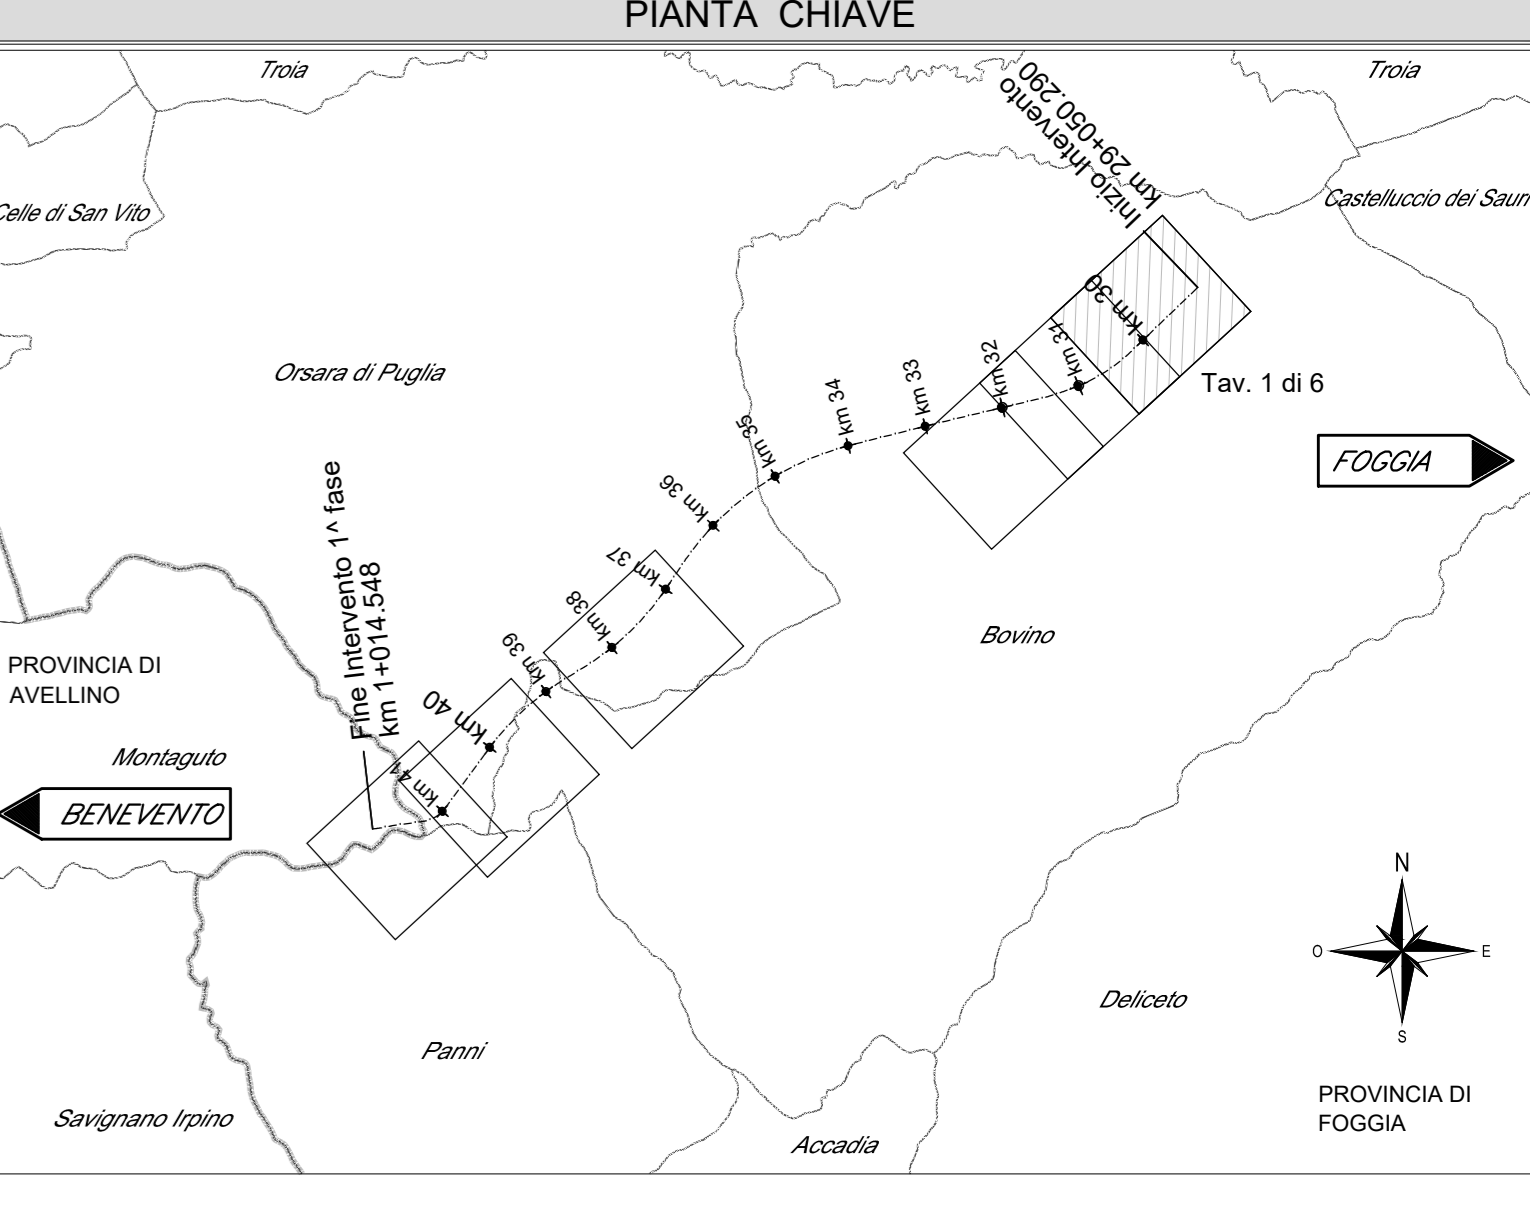 PIANTA CHIAVE
Troia
Troia
Inizio Intervento
km 29+050.290
Celle di San Vito
Castelluccio dei Sauri
Orsara di Puglia
km 30
km 31
km 32
km 33
km 34
km 35
km 36
km 37
km 38
km 39
km 40
km 41
Tav. 1 di 6
FOGGIA
Fine Intervento 1^ fase
km 1+014.548
Bovino
PROVINCIA DI
AVELLINO
Montaguto
BENEVENTO
N
O
E
S
Deliceto
Panni
Savignano Irpino
Accadia
PROVINCIA DI
FOGGIA